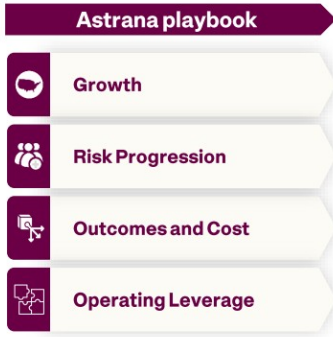 Astrana playbook
Growth
Risk Progression
Outcomes and Cost
Operating Leverage